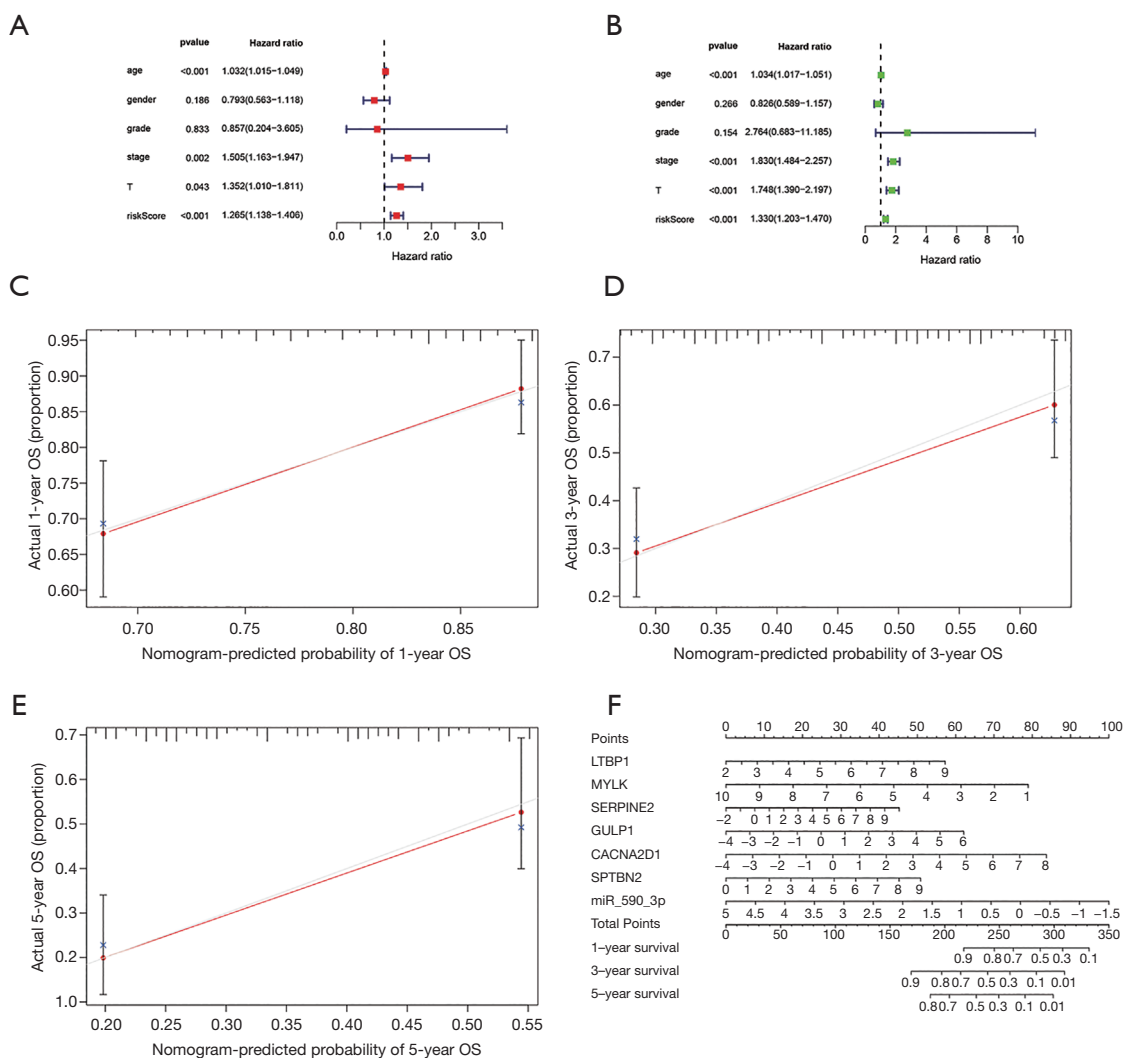 A
pvalue Hazard ratio
age <0.001 1.032(1.015−1.049)
gender 0.186 0.793(0.563−1.118)
grade 0.833 0.857(0.204−3.605)
stage 0.002 1.505(1.163−1.947)
T 0.043 1.352(1.010−1.811)
riskScore <0.001 1.265(1.138−1.406)
0.0 1.0 2.0 3.0
Hazard ratio
B
pvalue Hazard ratio
age <0.001 1.034(1.017−1.051)
gender 0.266 0.826(0.589−1.157)
grade 0.154 2.764(0.683−11.185)
stage <0.001 1.830(1.484−2.257)
T <0.001 1.748(1.390−2.197)
riskScore <0.001 1.330(1.203−1.470)
0 2 4 6 8 10
Hazard ratio
C
Actual 1-year OS (proportion)
0.95
0.90
0.85
0.80
0.75
0.70
0.65
0.60
0.70 0.75 0.80 0.85
Nomogram-predicted probability of 1-year OS
D
Actual 3-year OS (proportion)
0.7
0.6
0.5
0.4
0.3
0.2
0.30 0.35 0.40 0.45 0.50 0.55 0.60
Nomogram-predicted probability of 3-year OS
E
Actual 5-year OS (proportion)
0.7
0.6
0.5
0.4
0.3
0.2
1.0
0.20 0.25 0.30 0.35 0.40 0.45 0.50 0.55
Nomogram-predicted probability of 5-year OS
F
0 10 20 30 40 50 60 70 80 90 100
Points
LTBP1
2 3 4 5 6 7 8 9
MYLK
10 9 8 7 6 5 4 3 2 1
SERPINE2
−2 0 1 2 3 4 5 6 7 8 9
GULP1
−4 −3 −2 −1 0 1 2 3 4 5 6
CACNA2D1
−4 −3 −2 −1 0 1 2 3 4 5 6 7 8
SPTBN2
0 1 2 3 4 5 6 7 8 9
miR_590_3p
5 4.5 4 3.5 3 2.5 2 1.5 1 0.5 0 −0.5 −1 −1.5
Total Points
0 50 100 150 200 250 300 350
1−year survival
0.9 0.8 0.7 0.5 0.3 0.1
3−year survival
0.9 0.8 0.7 0.5 0.3 0.1 0.01
5−year survival
0.8 0.7 0.5 0.3 0.1 0.01